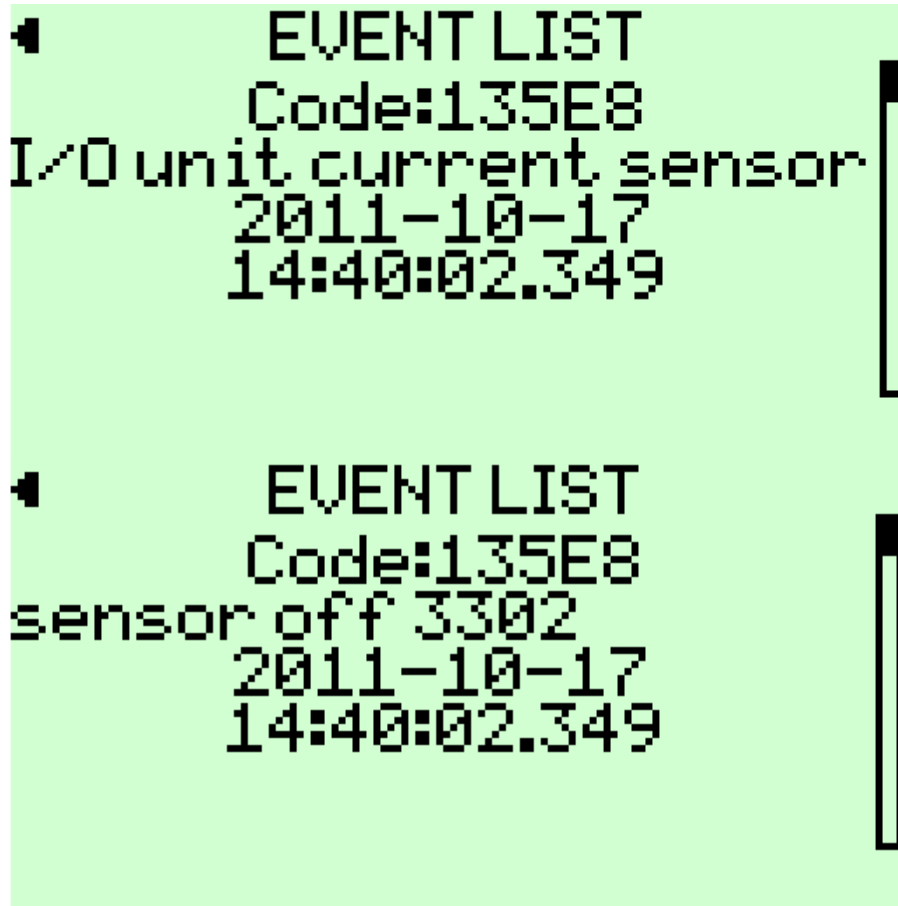 EVENT LIST
Code:135E8
I/O unit current sensor
2011-10-17
14:40:02.349
EVENT LIST
Code:135E8
sensor off 3302
2011-10-17
14:40:02.349